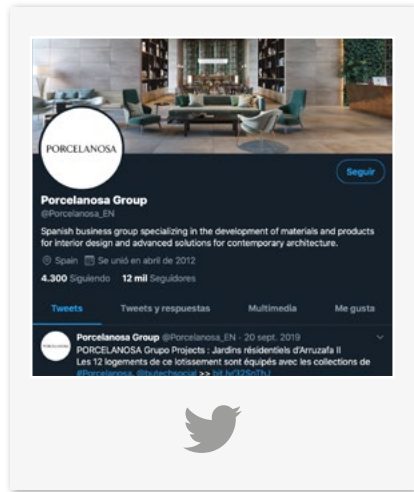 PORCELANOSA
Seguir
Porcelanosa Group
@Porcelanosa_EN
Spanish business group specializing in the development of materials and products
for interior design and advanced solutions for contemporary architecture.
Spain Se unió en abril de 2012
4.300 Siguiendo 12 mil Seguidores
Tweets Tweets y respuestas Multimedia Me gusta
Porcelanosa Group @Porcelanosa_EN · 20 sept. 2019
PORCELANOSA Grupo Projects : Jardins résidentiels d'Arruzafa II
Les 12 logements de ce lotissement sont équipés avec les collections de
#Porcelanosa, @butechsocial >>